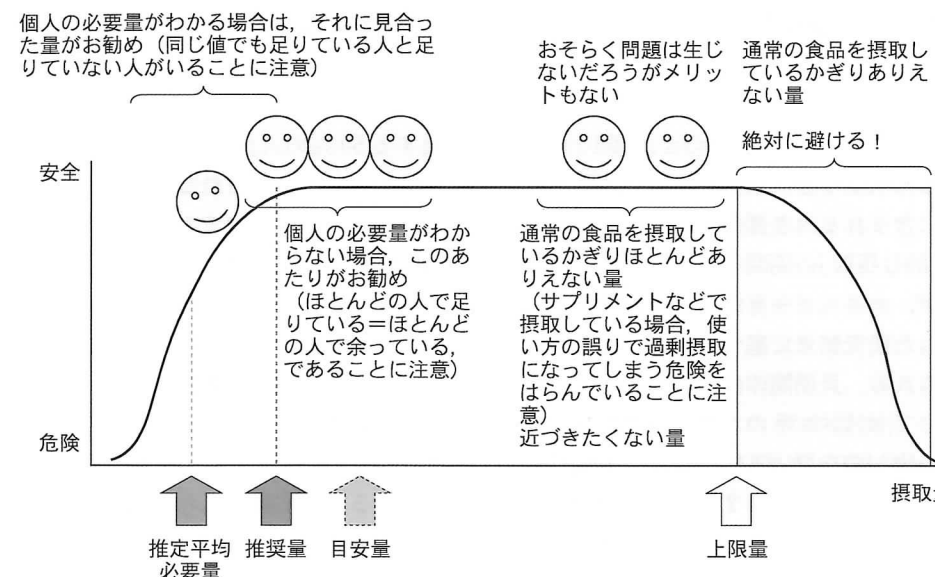 個人の必要量がわかる場合は，それに見合っ
た量がお勧め（同じ値でも足りている人と足
りていない人がいることに注意）
おそらく問題は生じ
ないだろうがメリッ
トもない
通常の食品を摂取し
ているかぎりありえ
ない量
絶対に避ける！
安全
個人の必要量がわか
らない場合，このあ
たりがお勧め
（ほとんどの人で足
りている＝ほとんど
の人で余っている，
であることに注意）
通常の食品を摂取して
いるかぎりほとんどあ
りえない量
（サプリメントなどで
摂取している場合，使
い方の誤りで過剰摂取
になってしまう危険を
はらんでいることに注
意）
近づきたくない量
危険
摂取
推定平均
必要量
推奨量
目安量
上限量